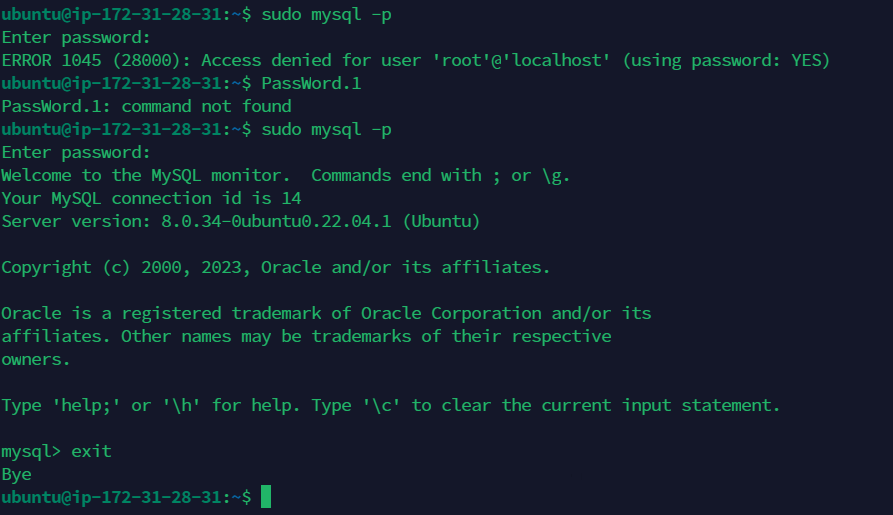 ubuntu@ip-172-31-28-31:~$ sudo mysql -p
Enter password:
ERROR 1045 (28000): Access denied for user 'root'@'localhost' (using password: YES)
ubuntu@ip-172-31-28-31:~$ PassWord.1
PassWord.1: command not found
ubuntu@ip-172-31-28-31:~$ sudo mysql -p
Enter password:
Welcome to the MySQL monitor.  Commands end with ; or \g.
Your MySQL connection id is 14
Server version: 8.0.34-0ubuntu0.22.04.1 (Ubuntu)

Copyright (c) 2000, 2023, Oracle and/or its affiliates.

Oracle is a registered trademark of Oracle Corporation and/or its
affiliates. Other names may be trademarks of their respective
owners.

Type 'help;' or '\h' for help. Type '\c' to clear the current input statement.

mysql> exit
Bye
ubuntu@ip-172-31-28-31:~$